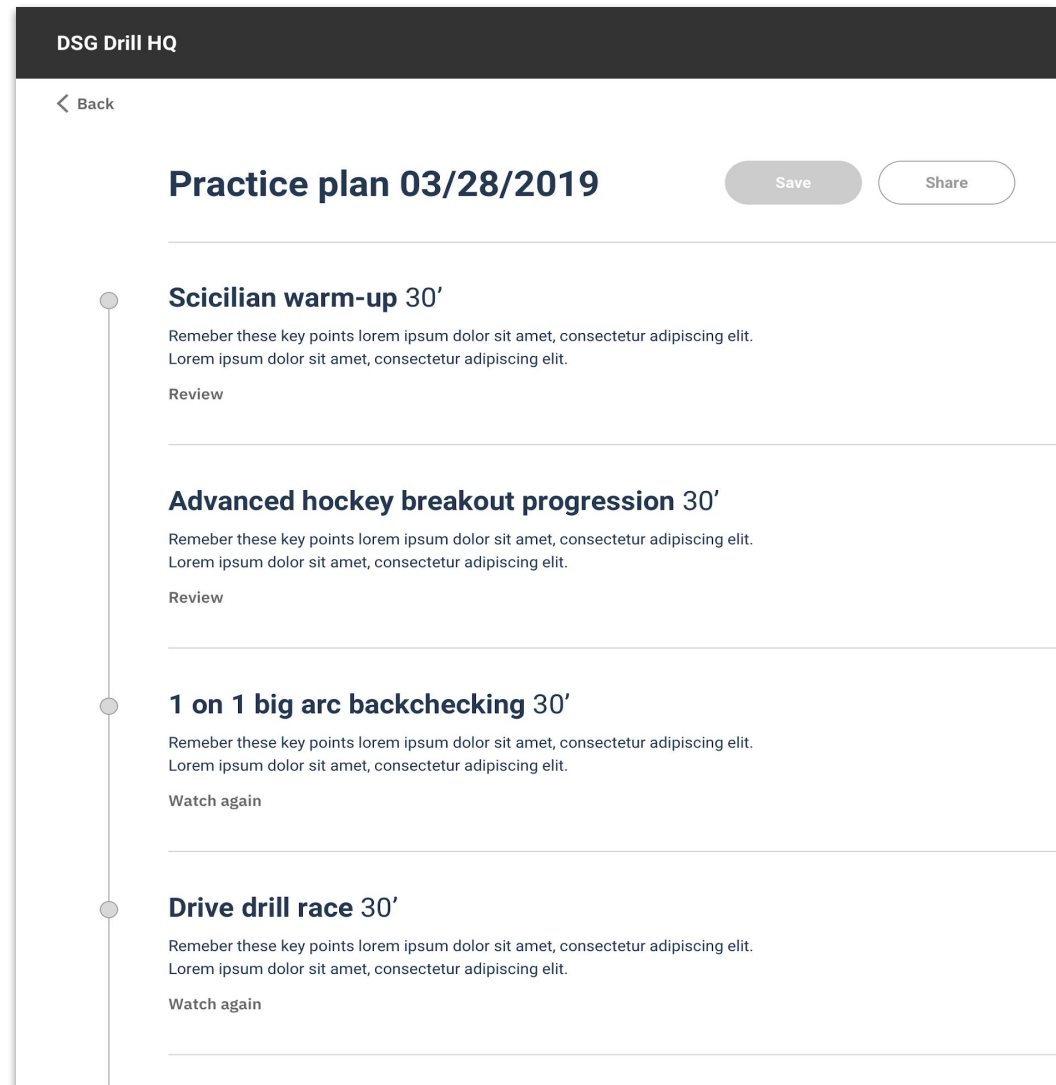 DSG Drill HQ
Back
Practice plan 03/28/2019
Save
Share
Scicilian warm-up 30’
Remeber these key points lorem ipsum dolor sit amet, consectetur adipiscing elit.
Lorem ipsum dolor sit amet, consectetur adipiscing elit.
Review
Advanced hockey breakout progression 30’
Remeber these key points lorem ipsum dolor sit amet, consectetur adipiscing elit.
Lorem ipsum dolor sit amet, consectetur adipiscing elit.
Review
1 on 1 big arc backchecking 30’
Remeber these key points lorem ipsum dolor sit amet, consectetur adipiscing elit.
Lorem ipsum dolor sit amet, consectetur adipiscing elit.
Watch again
Drive drill race 30’
Remeber these key points lorem ipsum dolor sit amet, consectetur adipiscing elit.
Lorem ipsum dolor sit amet, consectetur adipiscing elit.
Watch again